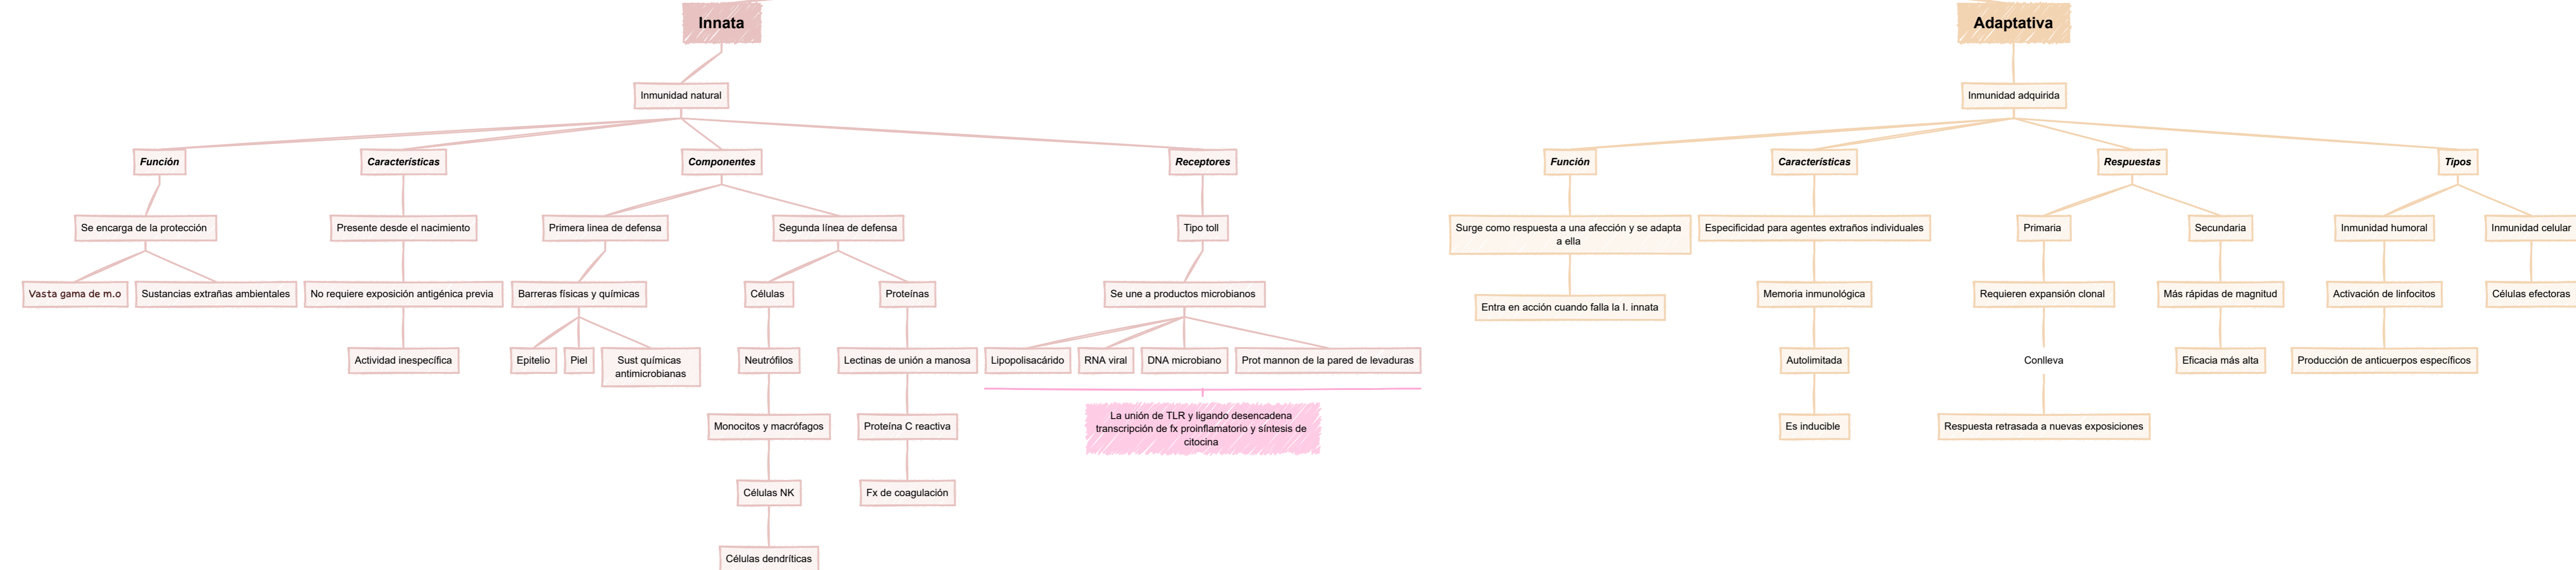 Innata
Inmunidad natural
Función
Características
Componentes
Receptores
Se encarga de la protección
Presente desde el nacimiento
Primera linea de defensa
Segunda línea de defensa
Tipo toll
Vasta gama de m.o
Sustancias extrañas ambientales
No requiere exposición antigénica previa
Barreras físicas y químicas
Células
Proteínas
Se une a productos microbianos
Actividad inespecífica
Epitelio
Piel
Sust químicas
antimicrobianas
Neutrófilos
Lectinas de unión a manosa
Lipopolisacárido
RNA viral
DNA microbiano
Prot mannon de la pared de levaduras
Monocitos y macrófagos
Proteína C reactiva
La unión de TLR y ligando desencadena
transcripción de fx proinflamatorio y síntesis de
citocina
Células NK
Fx de coagulación
Células dendríticas
Adaptativa
Inmunidad adquirida
Función
Características
Respuestas
Tipos
Surge como respuesta a una afección y se adapta
a ella
Especificidad para agentes extraños individuales
Primaria
Secundaria
Inmunidad humoral
Inmunidad celular
Entra en acción cuando falla la I. innata
Memoria inmunológica
Requieren expansión clonal
Más rápidas de magnitud
Activación de linfocitos
Células efectoras
Autolimitada
Conlleva
Eficacia más alta
Producción de anticuerpos específicos
Es inducible
Respuesta retrasada a nuevas exposiciones